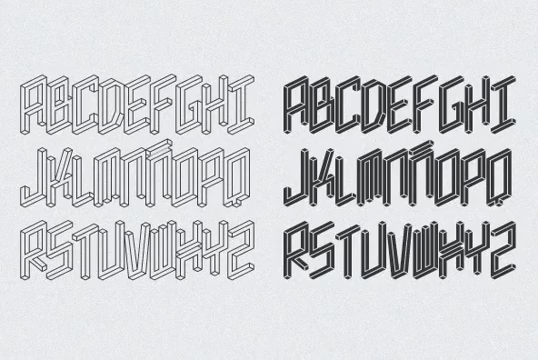 ABCDEFGHI
JKLMNÑOPQ
RSTUVWXYZ
ABCDEFGHI
JKLMNÑOPQ
RSTUVWXYZ